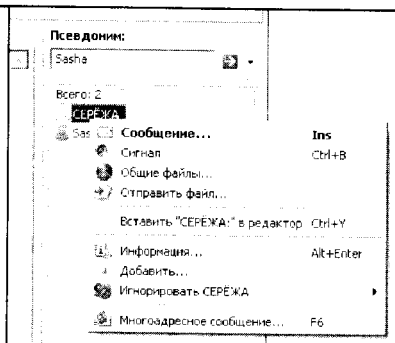 Псевдоним:
Sasha
Всего: 2
СЕРЁЖА
Sas
Сообщение... Ins
Сигнал Ctrl+B
Общие файлы...
Отправить файл...
Вставить "СЕРЁЖА:" в редактор Ctrl+Y
Информация... Alt+Enter
Добавить...
Игнорировать СЕРЁЖА
Многоадресное сообщение... F6